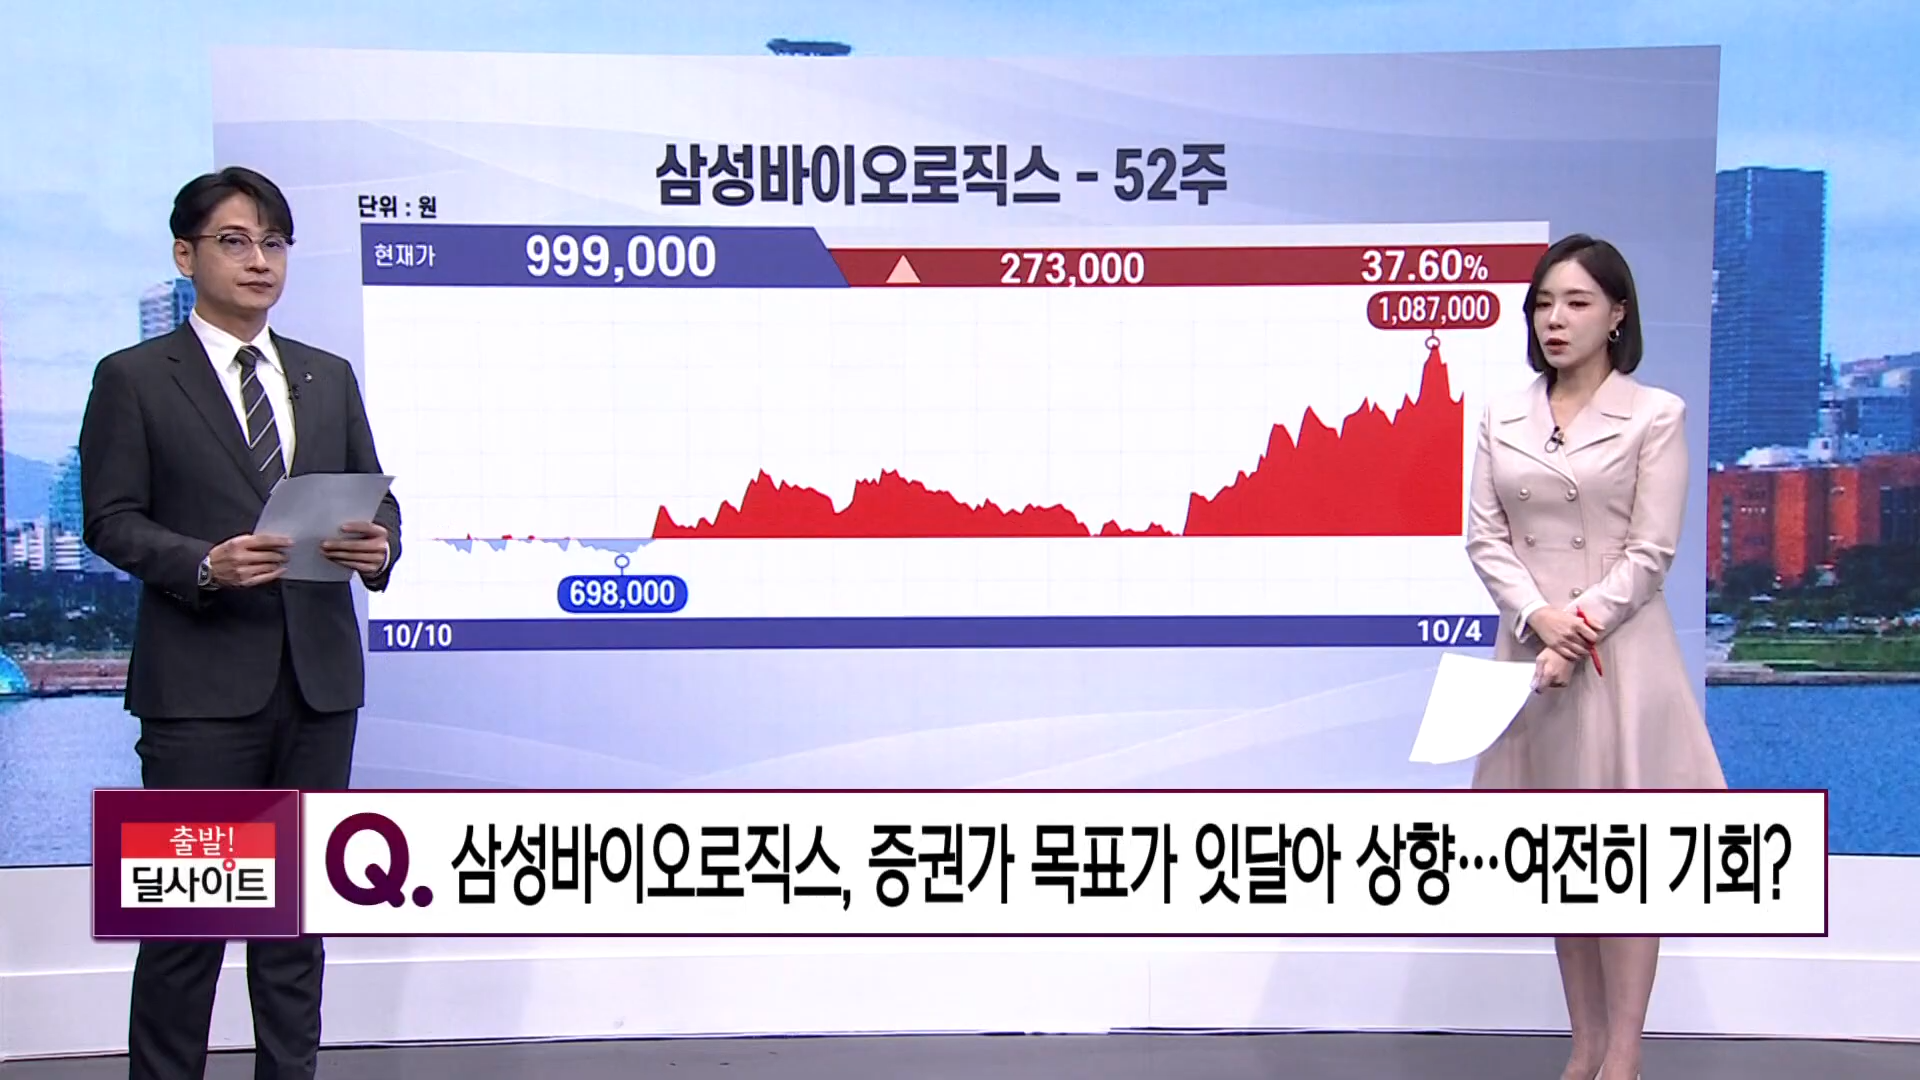 삼성바이오로직스 - 52주
단위 : 원
현재가 999,000 ▲ 273,000 37.60%
1,087,000
698,000
10/10 10/4
출발!
딜사이트
Q. 삼성바이오로직스, 증권가 목표가 잇달아 상향…여전히 기회?